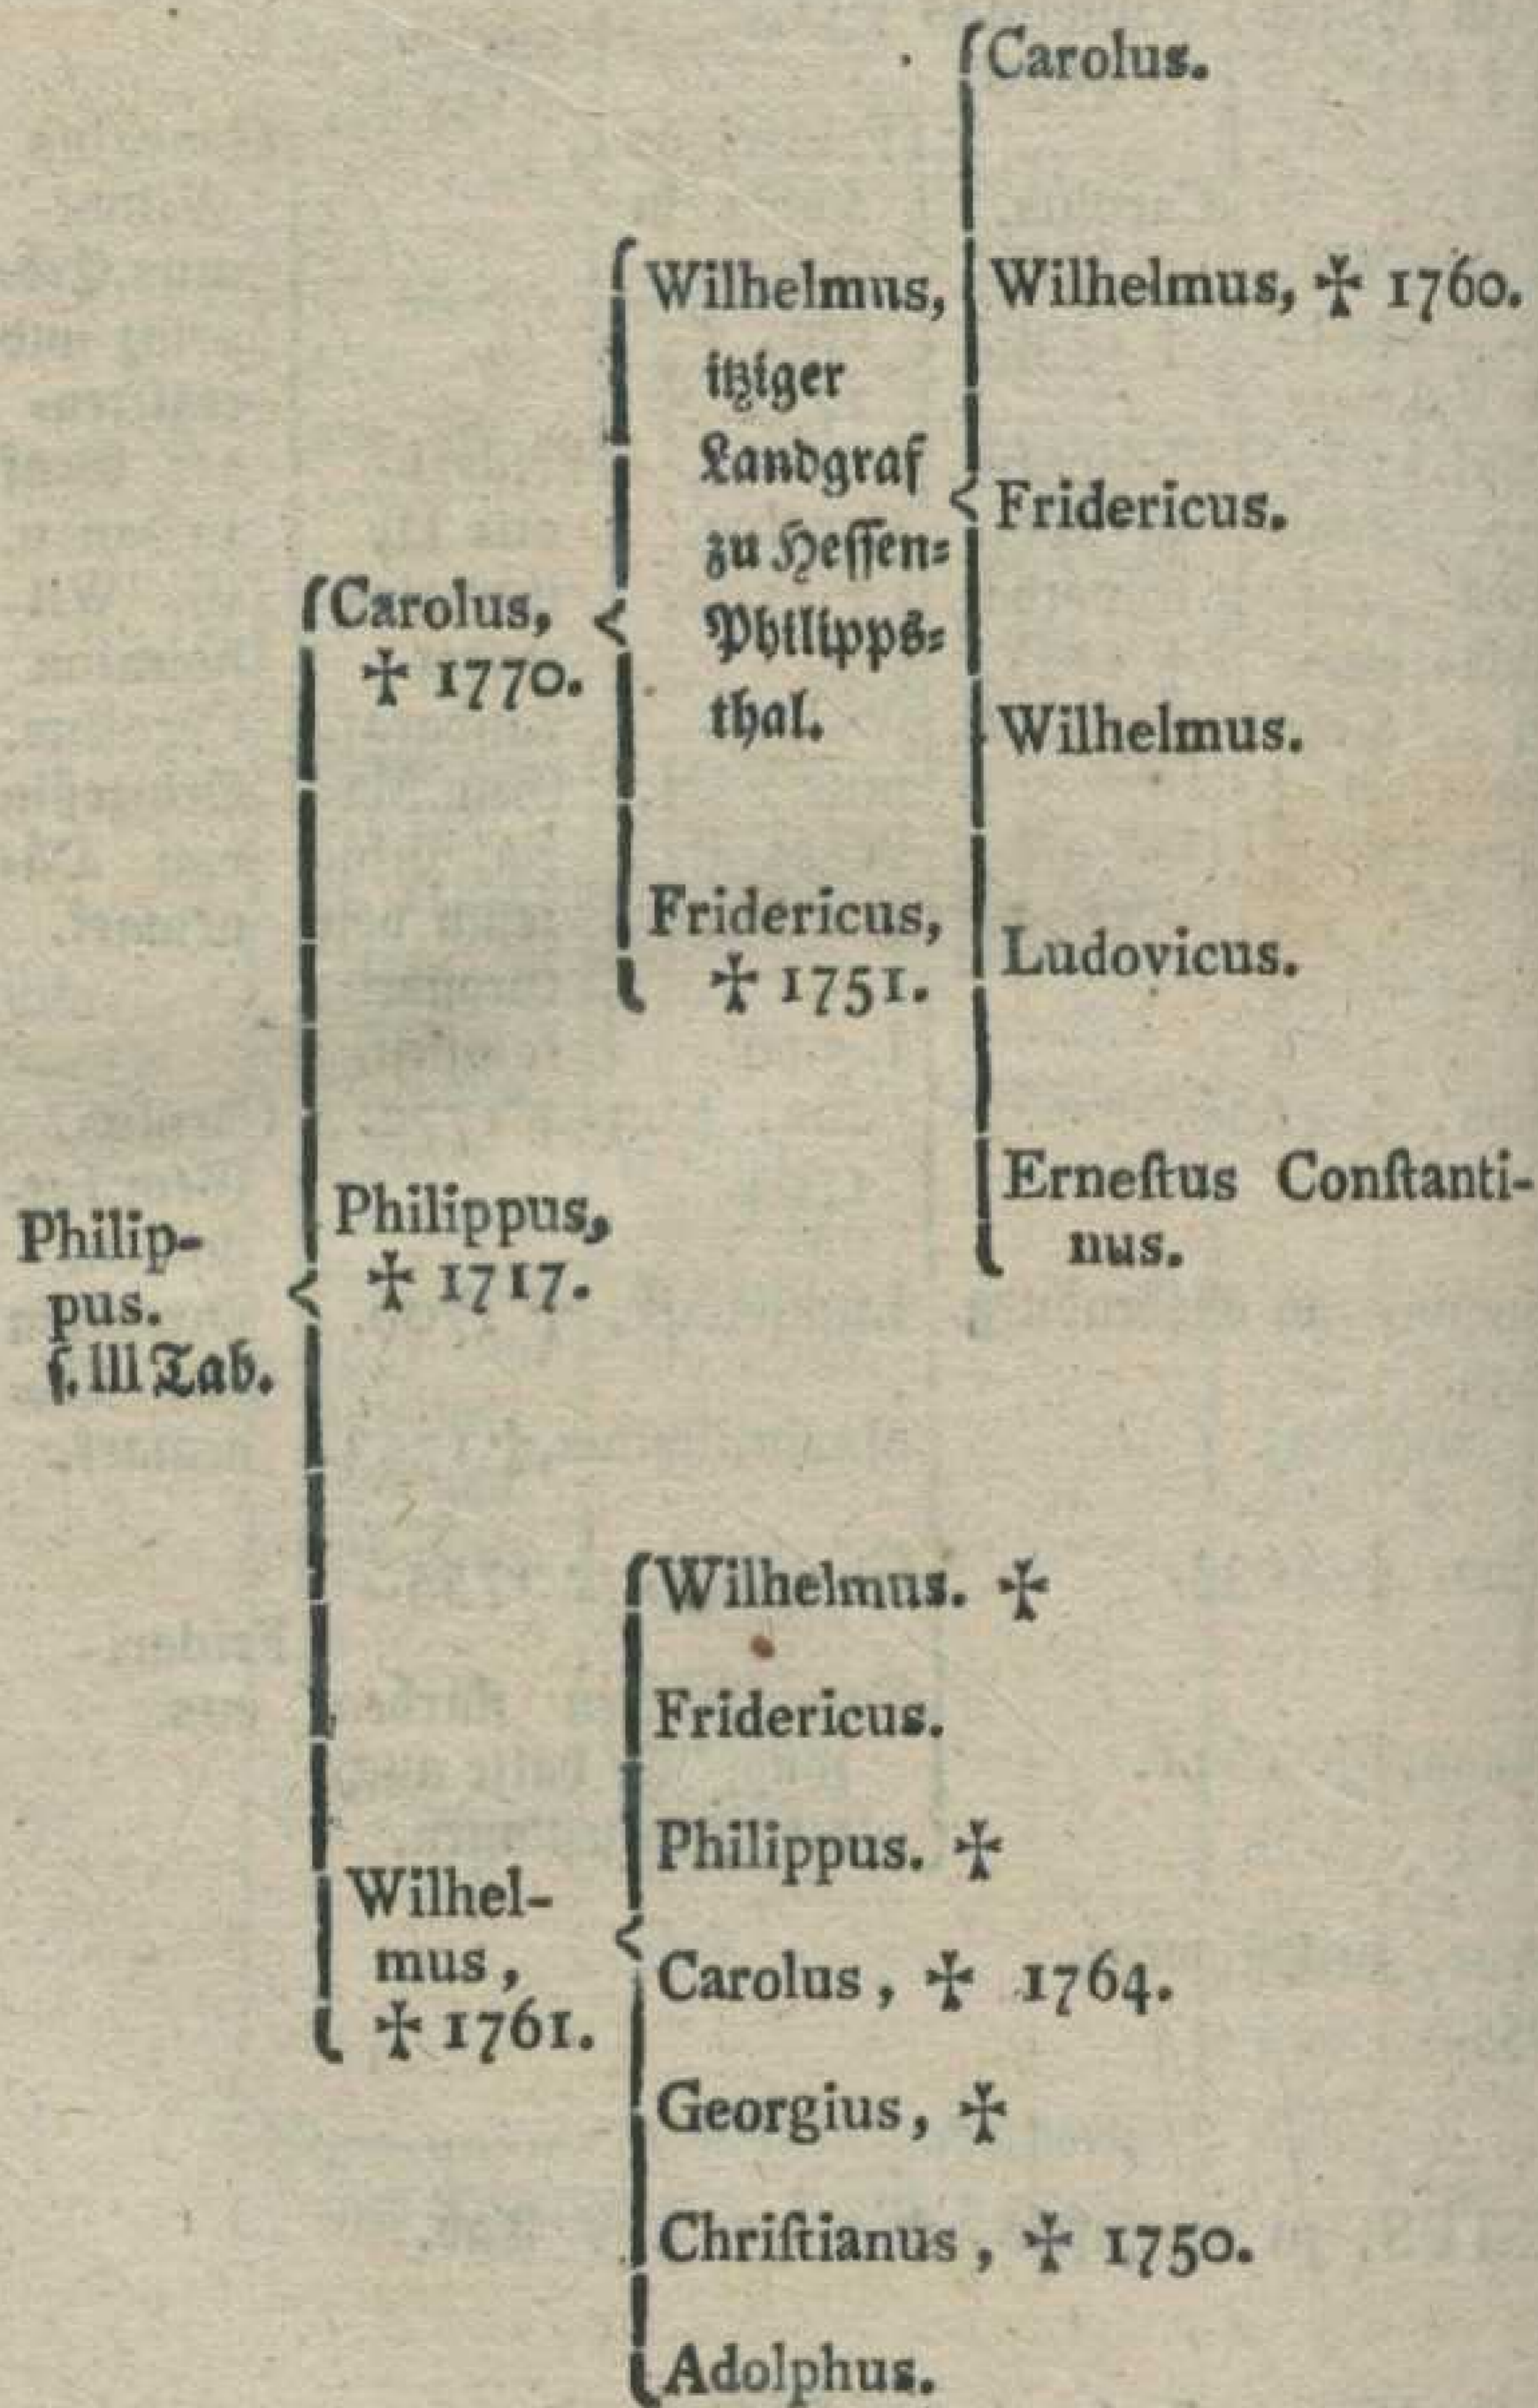 Philip-
pus.
ſ. III Tab.
Carolus,
✠ 1770.
Philippus,
✠ 1717.
Wilhel-
mus,
✠ 1761.
Wilhelmus,
itziger
Landgraf
zu Heſſen-
Philipps-
thal.
Fridericus,
✠ 1751.
Carolus.
Wilhelmus, ✠ 1760.
Fridericus.
Wilhelmus.
Ludovicus.
Erneſtus Conſtanti-
nus.
Wilhelmus. ✠
Fridericus.
Philippus. ✠
Carolus, ✠ 1764.
Georgius, ✠
Chriſtianus, ✠ 1750.
Adolphus.